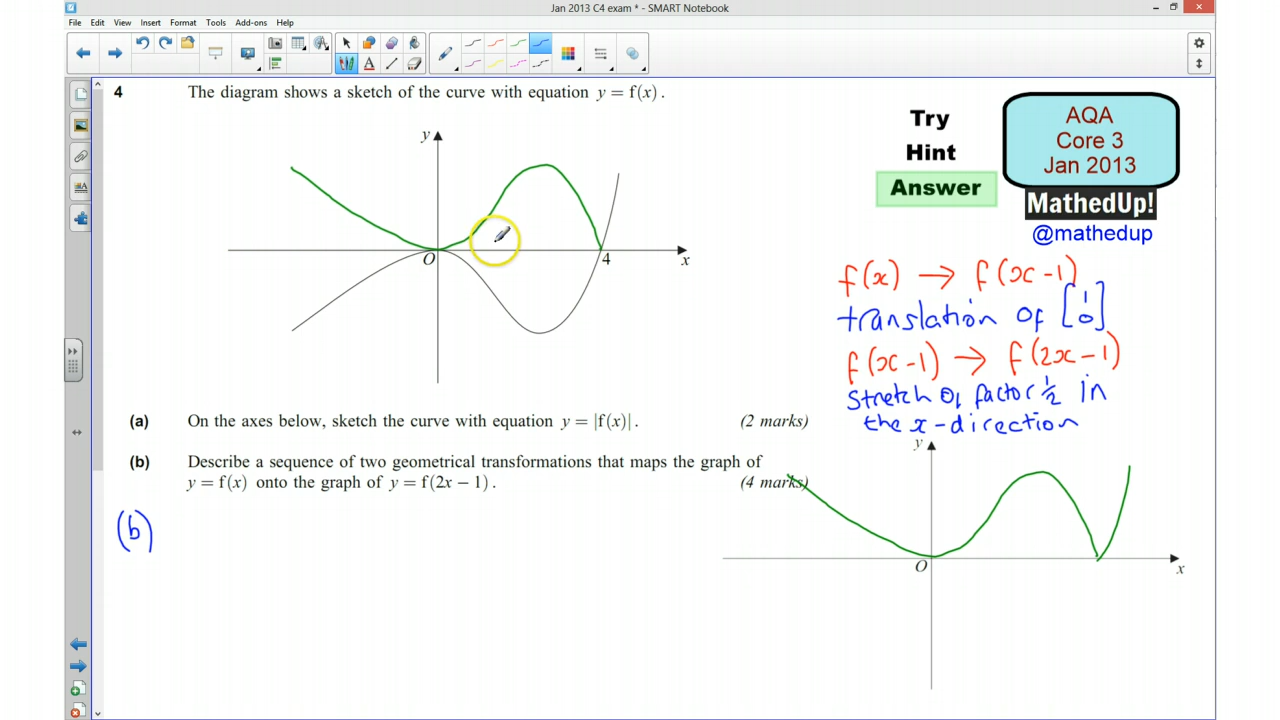 Jan 2013 C4 exam * - SMART Notebook
File Edit View Insert Format Tools Add-ons Help
4 The diagram shows a sketch of the curve with equation y = f(x) .
y
O
4
x
Try
Hint
Answer
AQA
Core 3
Jan 2013
MathedUp!
@mathedup
f(x) → f(x-1)
translation of [1 0]
f(x-1) → f(2x-1)
stretch of factor 1/2 in
the x-direction
(a) On the axes below, sketch the curve with equation y = |f(x)| . (2 marks)
(b) Describe a sequence of two geometrical transformations that maps the graph of
y = f(x) onto the graph of y = f(2x − 1) . (4 marks)
(b)
y
O
x